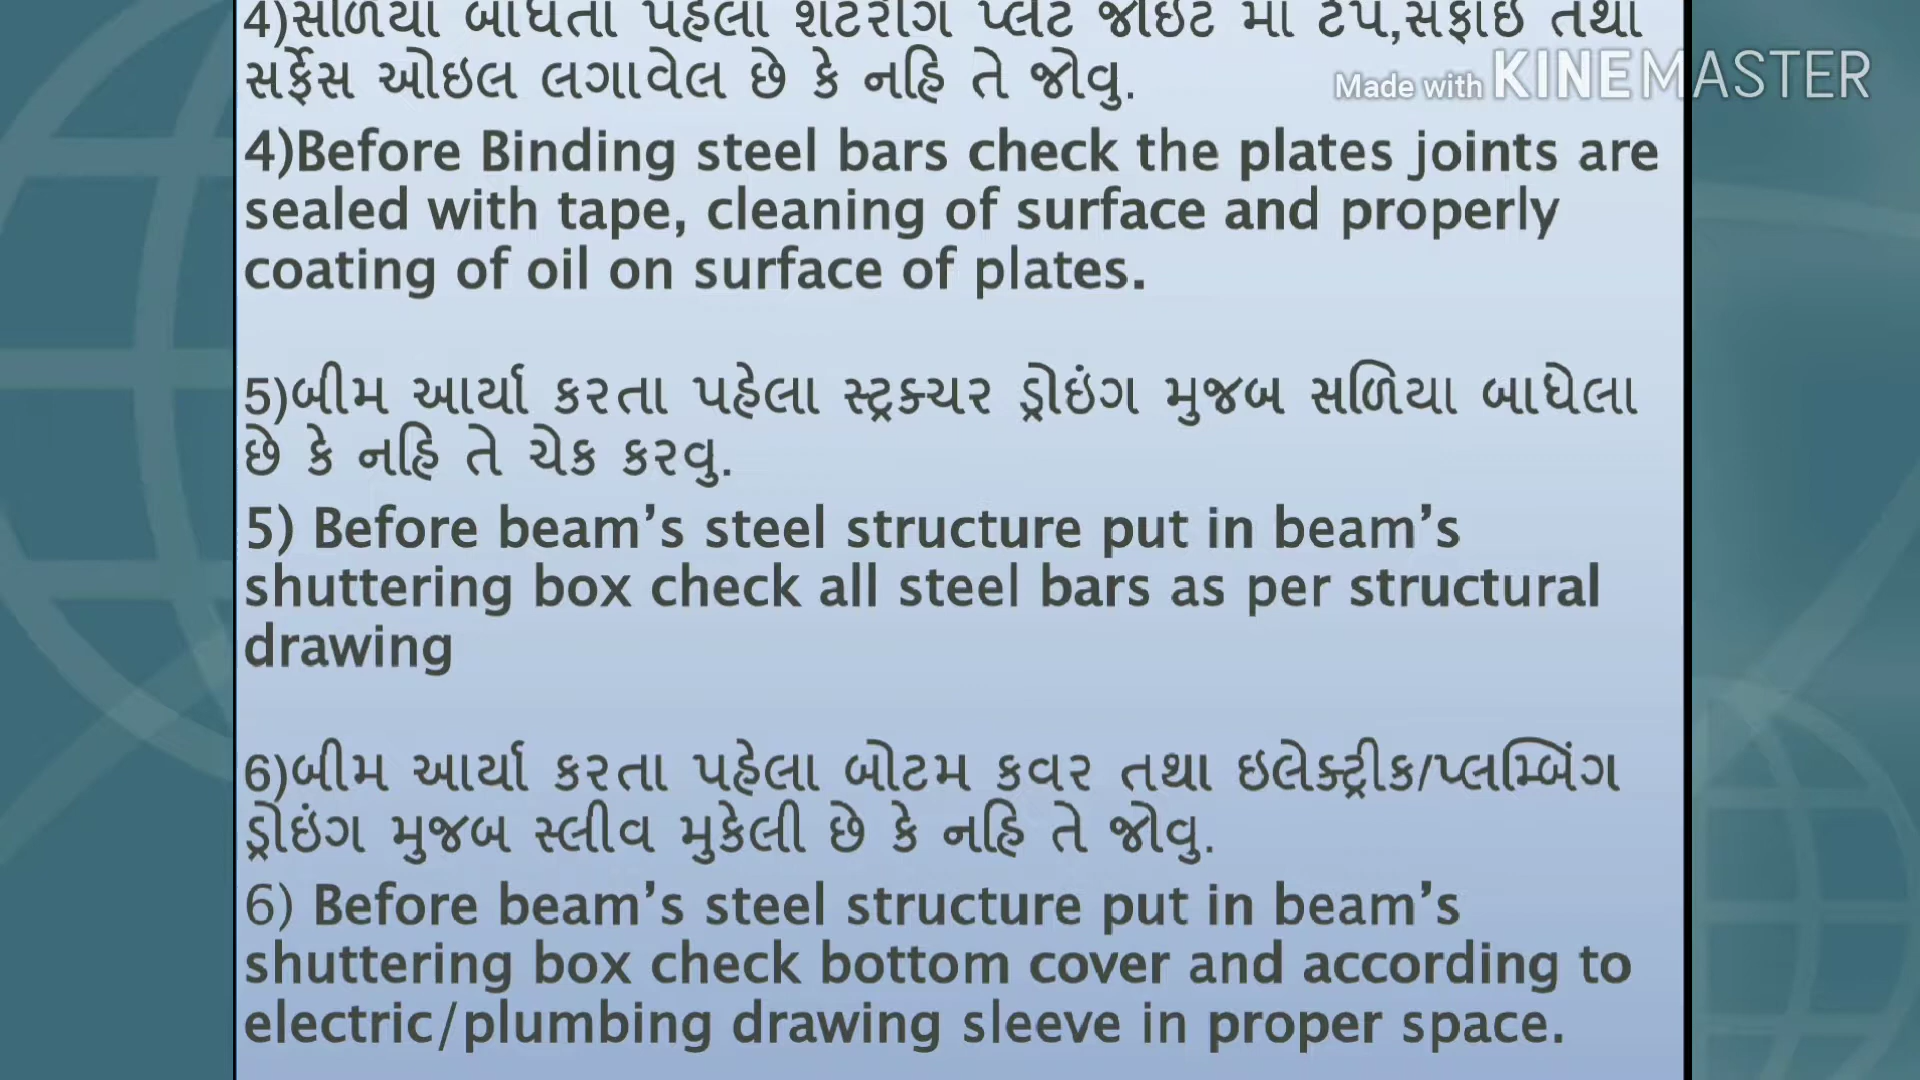 4)સળિયા બાંધતા પહેલા શટરીંગ પ્લેટ જોઇંટ માં ટેપ,સફાઇ તથા
સર્ફેસ ઓઇલ લગાવેલ છે કે નહિ તે જોવુ.
Made with KINEMASTER
4)Before Binding steel bars check the plates joints are
sealed with tape, cleaning of surface and properly
coating of oil on surface of plates.
5)બીમ આર્યા કરતા પહેલા સ્ટ્રક્ચર ડ્રોઇંગ મુજબ સળિયા બાધેલા
છે કે નહિ તે ચેક કરવુ.
5) Before beam’s steel structure put in beam’s
shuttering box check all steel bars as per structural
drawing
6)બીમ આર્યા કરતા પહેલા બોટમ કવર તથા ઇલેક્ટ્રીક/પ્લમ્બિંગ
ડ્રોઇંગ મુજબ સ્લીવ મુકેલી છે કે નહિ તે જોવુ.
6) Before beam’s steel structure put in beam’s
shuttering box check bottom cover and according to
electric/plumbing drawing sleeve in proper space.